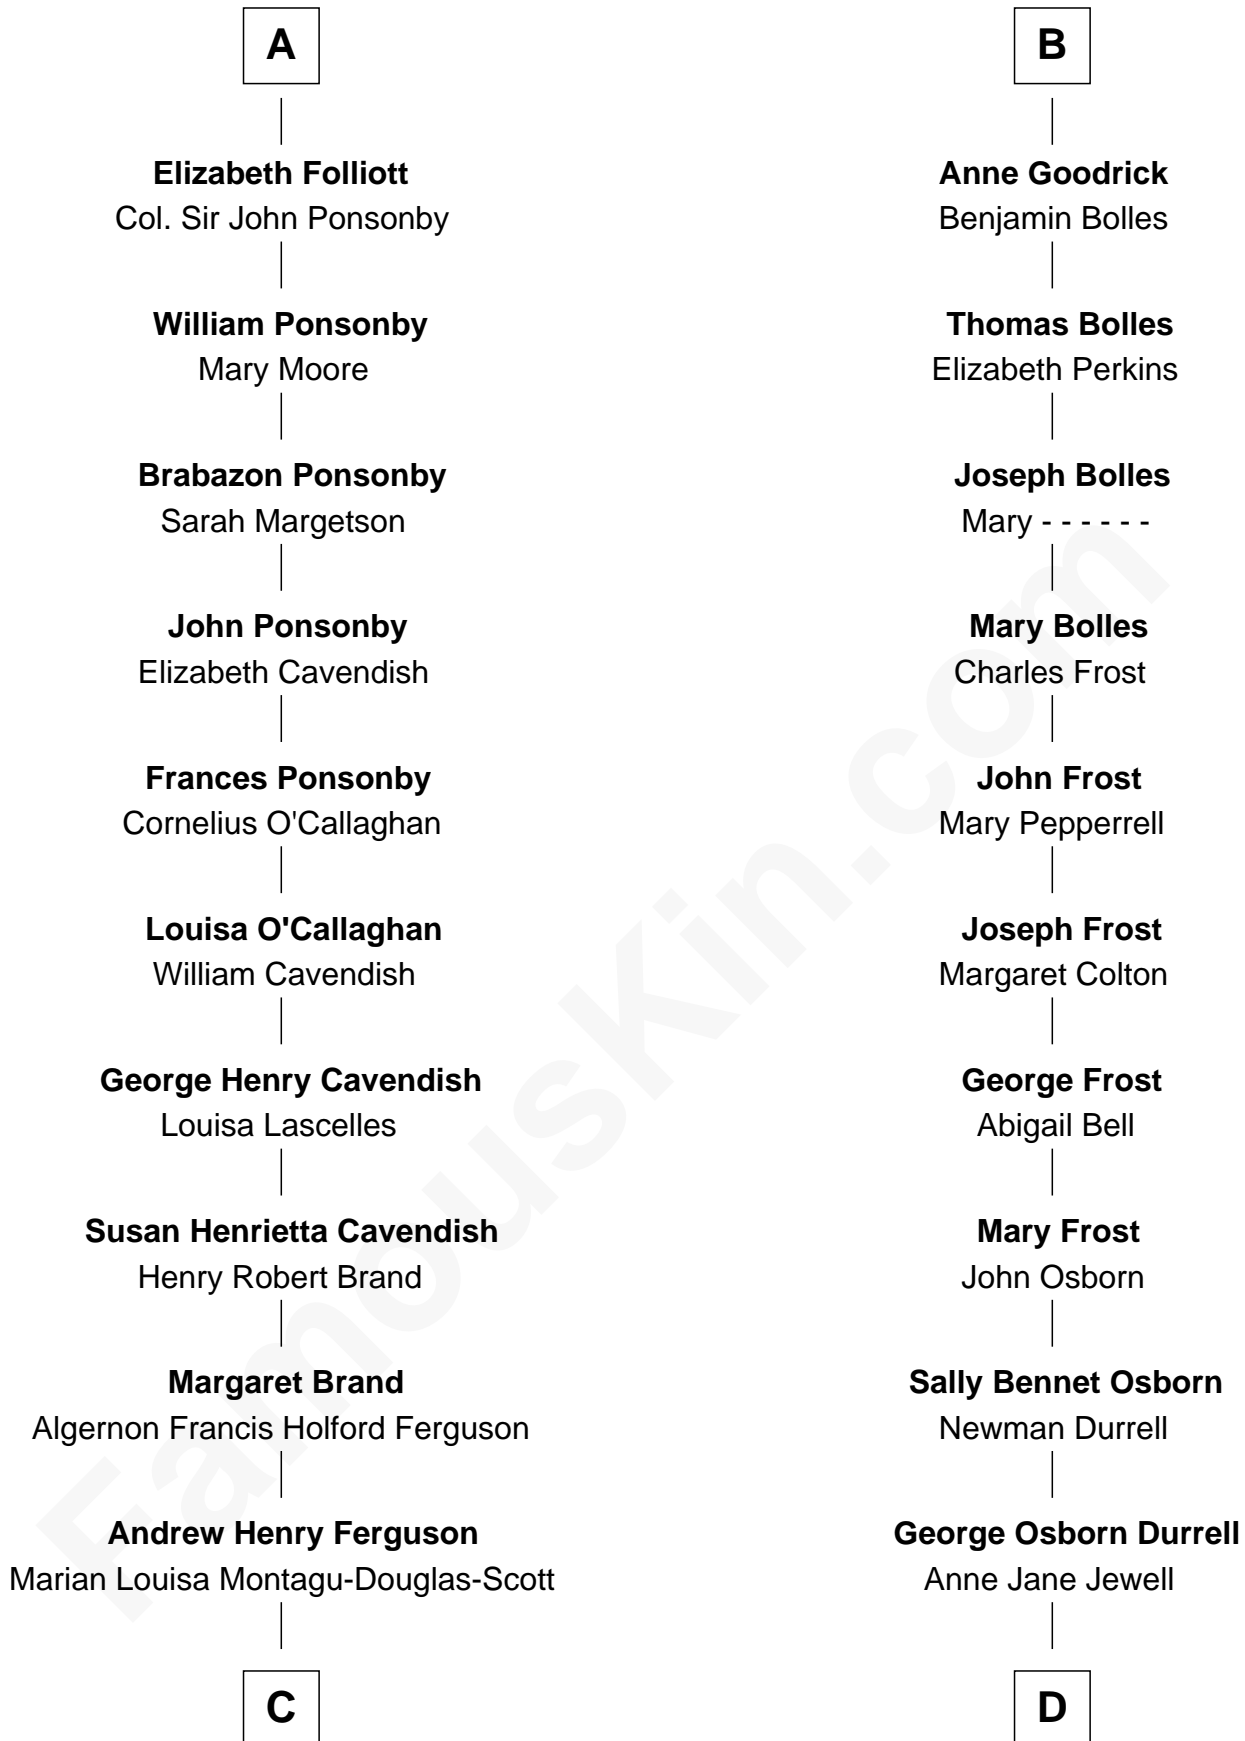 A
Elizabeth Folliott
Col. Sir John Ponsonby
William Ponsonby
Mary Moore
Brabazon Ponsonby
Sarah Margetson
John Ponsonby
Elizabeth Cavendish
Frances Ponsonby
Cornelius O'Callaghan
Louisa O'Callaghan
William Cavendish
George Henry Cavendish
Louisa Lascelles
Susan Henrietta Cavendish
Henry Robert Brand
Margaret Brand
Algernon Francis Holford Ferguson
Andrew Henry Ferguson
Marian Louisa Montagu-Douglas-Scott
C
B
Anne Goodrick
Benjamin Bolles
Thomas Bolles
Elizabeth Perkins
Joseph Bolles
Mary - - - - - -
Mary Bolles
Charles Frost
John Frost
Mary Pepperrell
Joseph Frost
Margaret Colton
George Frost
Abigail Bell
Mary Frost
John Osborn
Sally Bennet Osborn
Newman Durrell
George Osborn Durrell
Anne Jane Jewell
D
FamousKin.com